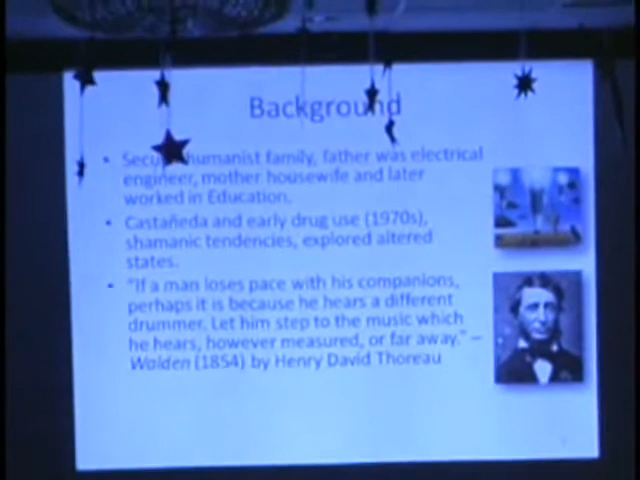 Background
• humanist family, father was electrical
engineer, mother housewife and later
worked in Education.
• Castañeda and early drug use (1970s),
shamanic tendencies, explored altered
states.
• "If a man loses pace with his companions,
perhaps it is because he hears a different
drummer. Let him step to the music which
he hears, however measured, or far away." –
Walden (1854) by Henry David Thoreau